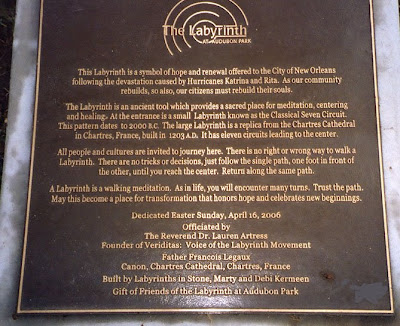 The Labyrinth
AT AUDUBON PARK
This Labyrinth is a symbol of hope and renewal offered to the City of New Orleans
following the devastation caused by Hurricanes Katrina and Rita. As our community
rebuilds, so also, our citizens must rebuild their souls.
The Labyrinth is an ancient tool which provides a sacred place for meditation, centering
and healing. At the entrance is a small Labyrinth known as the Classical Seven Circuit.
This pattern dates to 2000 B.C. The large Labyrinth is a replica from the Chartres Cathedral
in Chartres, France, built in 1203 A.D. It has eleven circuits leading to the center.
All people and cultures are invited to journey here. There is no right or wrong way to walk a
Labyrinth. There are no tricks or decisions, just follow the single path, one foot in front of
the other, until you reach the center. Return along the same path.
A Labyrinth is a walking meditation. As in life, you will encounter many turns. Trust the path.
May this become a place for transformation that honors hope and celebrates new beginnings.
Dedicated Easter Sunday, April 16, 2006
Officiated by
The Reverend Dr. Lauren Artress
Founder of Veriditas: Voice of the Labyrinth Movement
Father Francois Legaux
Canon, Chartres Cathedral, Chartres, France
Built by Labyrinths in Stone, Marty and Debi Kermeen
Gift of Friends of the Labyrinth at Audubon Park